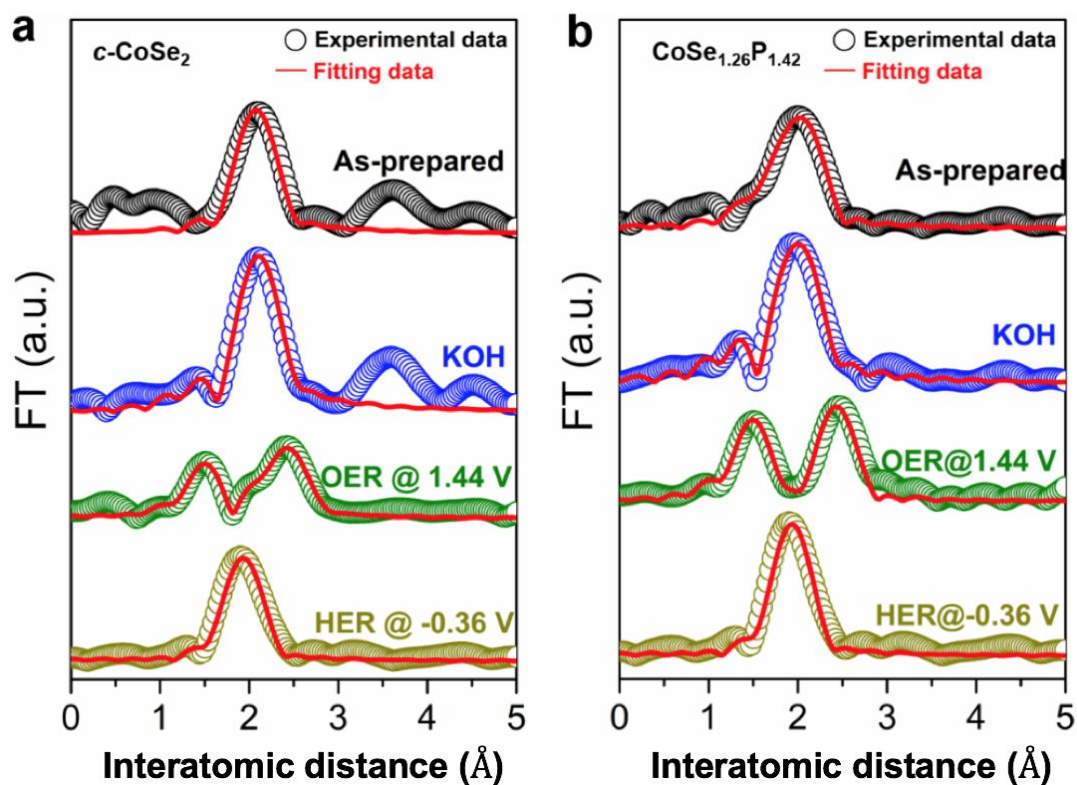 a
c-CoSe₂
Experimental data
Fitting data
As-prepared
KOH
OER @ 1.44 V
HER @ -0.36 V
FT (a.u.)
0 1 2 3 4 5
Interatomic distance (Å)
b
CoSe₁.₂₆P₁.₄₂
Experimental data
Fitting data
As-prepared
KOH
OER@1.44 V
HER@-0.36 V
FT (a.u.)
0 1 2 3 4 5
Interatomic distance (Å)